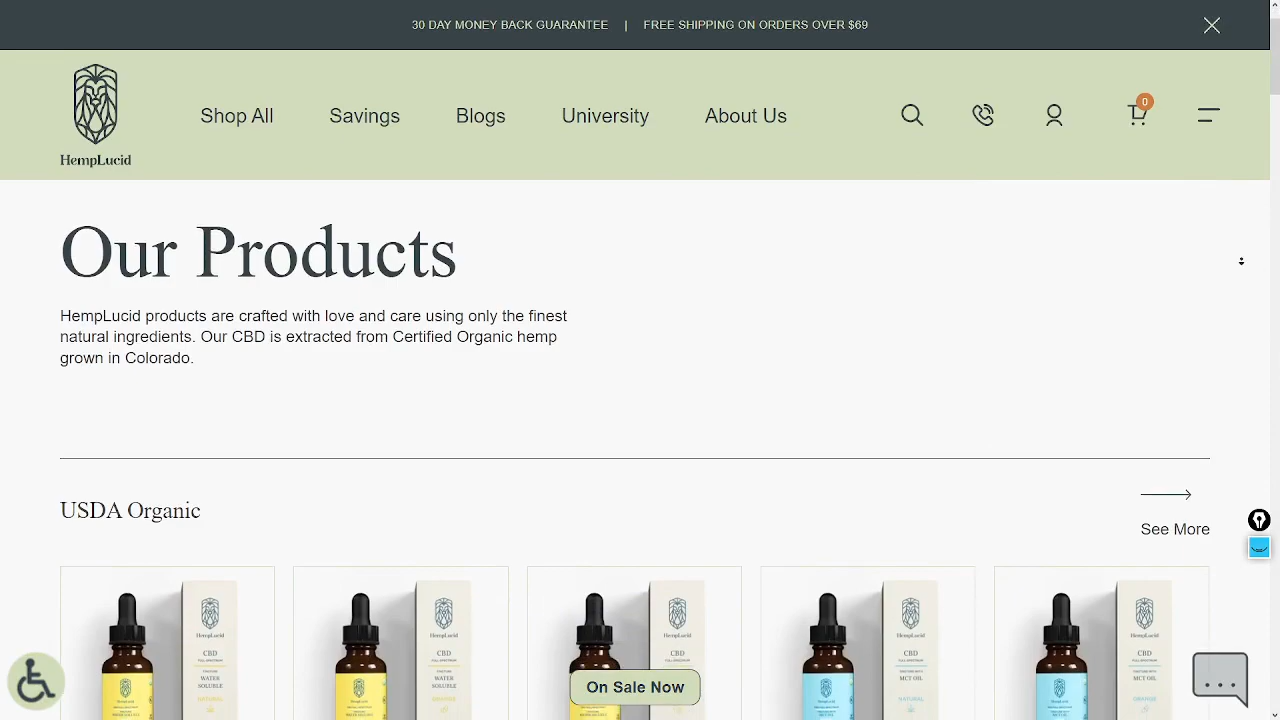 30 DAY MONEY BACK GUARANTEE | FREE SHIPPING ON ORDERS OVER $69
HempLucid
Shop All
Savings
Blogs
University
About Us
0
Our Products
HempLucid products are crafted with love and care using only the finest
natural ingredients. Our CBD is extracted from Certified Organic hemp
grown in Colorado.
USDA Organic
See More
HempLucid
CBD
FULL SPECTRUM
WATER
SOLUBLE
NATURAL
HempLucid
CBD
FULL SPECTRUM
WATER
SOLUBLE
HempLucid
CBD
FULL SPECTRUM
WATER
SOLUBLE
HempLucid
CBD
FULL SPECTRUM
MCT OIL
NATURAL
HempLucid
CBD
FULL SPECTRUM
MCT OIL
On Sale Now